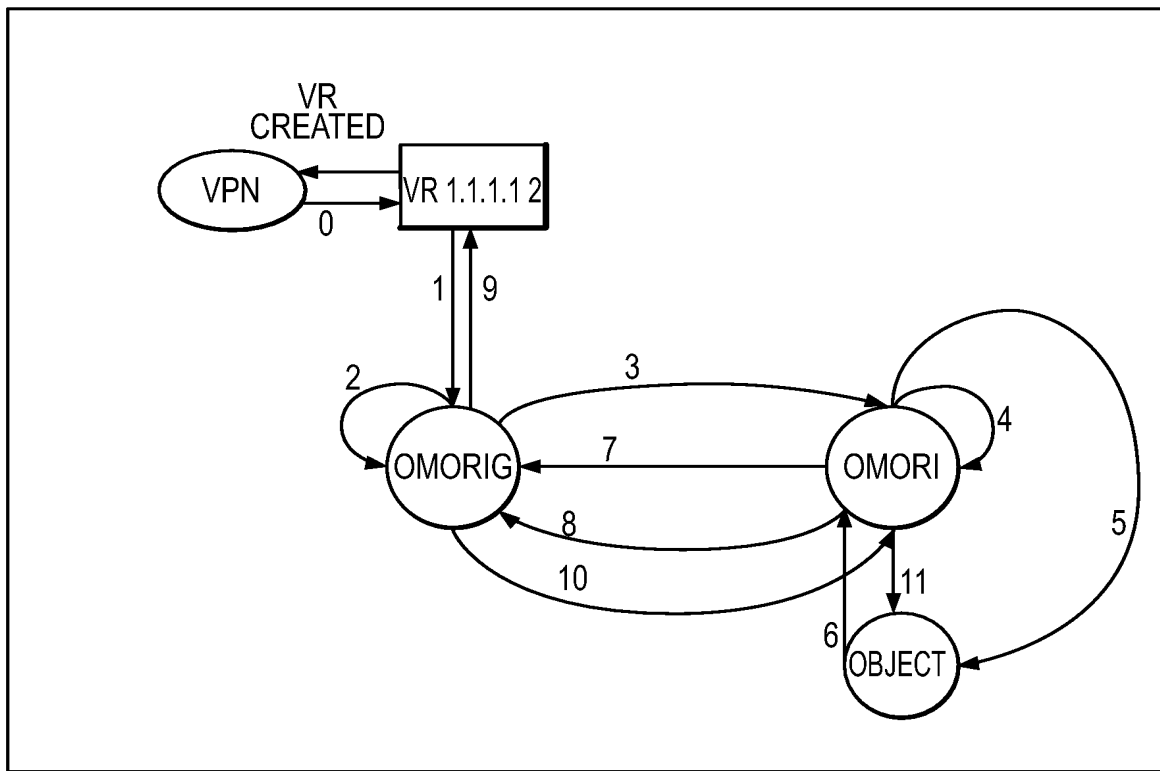 VR
CREATED
VPN
VR 1.1.1.1 2
0
1
9
2
3
OMORIG
7
OMORI
4
8
5
10
11
6
OBJECT